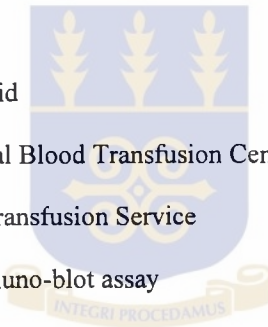 id
al Blood Transfusion Cen
ransfusion Service
uno-blot assay
INTEGRI PROCEDAMUS